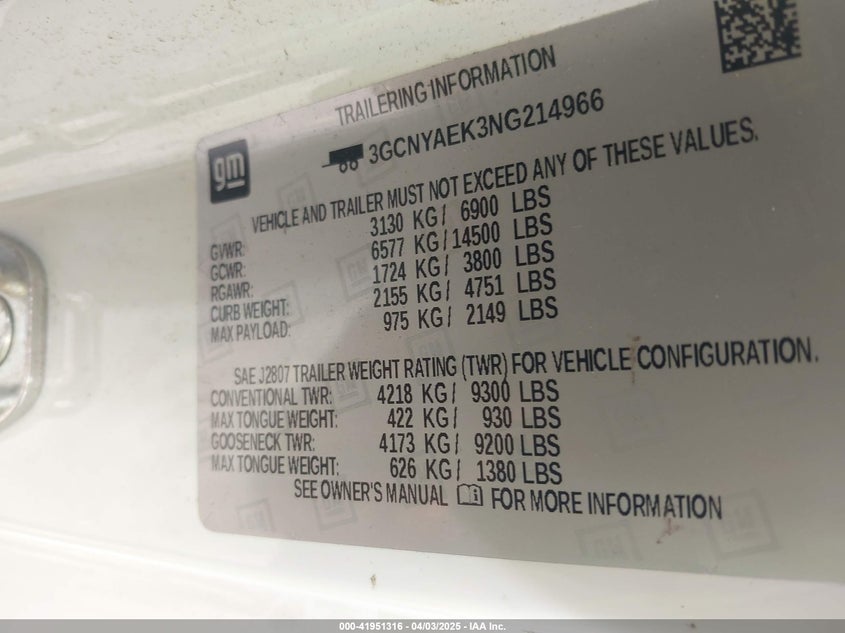 TRAILERING INFORMATION
gm
3GCNYAEK3NG214966
VEHICLE AND TRAILER MUST NOT EXCEED ANY OF THESE VALUES.
GVWR: 3130 KG/ 6900 LBS
GCWR: 6577 KG/14500 LBS
RGAWR: 1724 KG/ 3800 LBS
CURB WEIGHT: 2155 KG/ 4751 LBS
MAX PAYLOAD: 975 KG/ 2149 LBS
SAE J2807 TRAILER WEIGHT RATING (TWR) FOR VEHICLE CONFIGURATION.
CONVENTIONAL TWR: 4218 KG/ 9300 LBS
MAX TONGUE WEIGHT: 422 KG/ 930 LBS
GOOSENECK TWR: 4173 KG/ 9200 LBS
MAX TONGUE WEIGHT: 626 KG/ 1380 LBS
SEE OWNER'S MANUAL FOR MORE INFORMATION
000-41951316 - 04/03/2025 - IAA Inc.